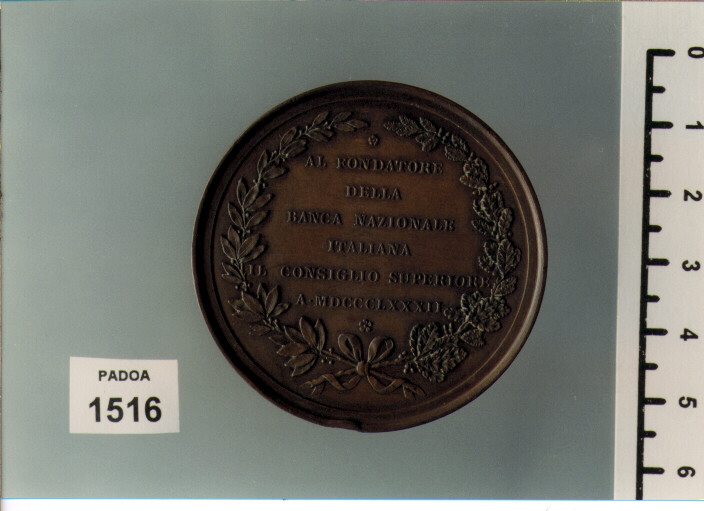 AL FONDATORE
DELLA
BANCA NAZIONALE
ITALIANA
IL CONSIGLIO SUPERIORE
A·MDCCCLXXXII
PADOA
1516
0
1
2
3
4
5
6